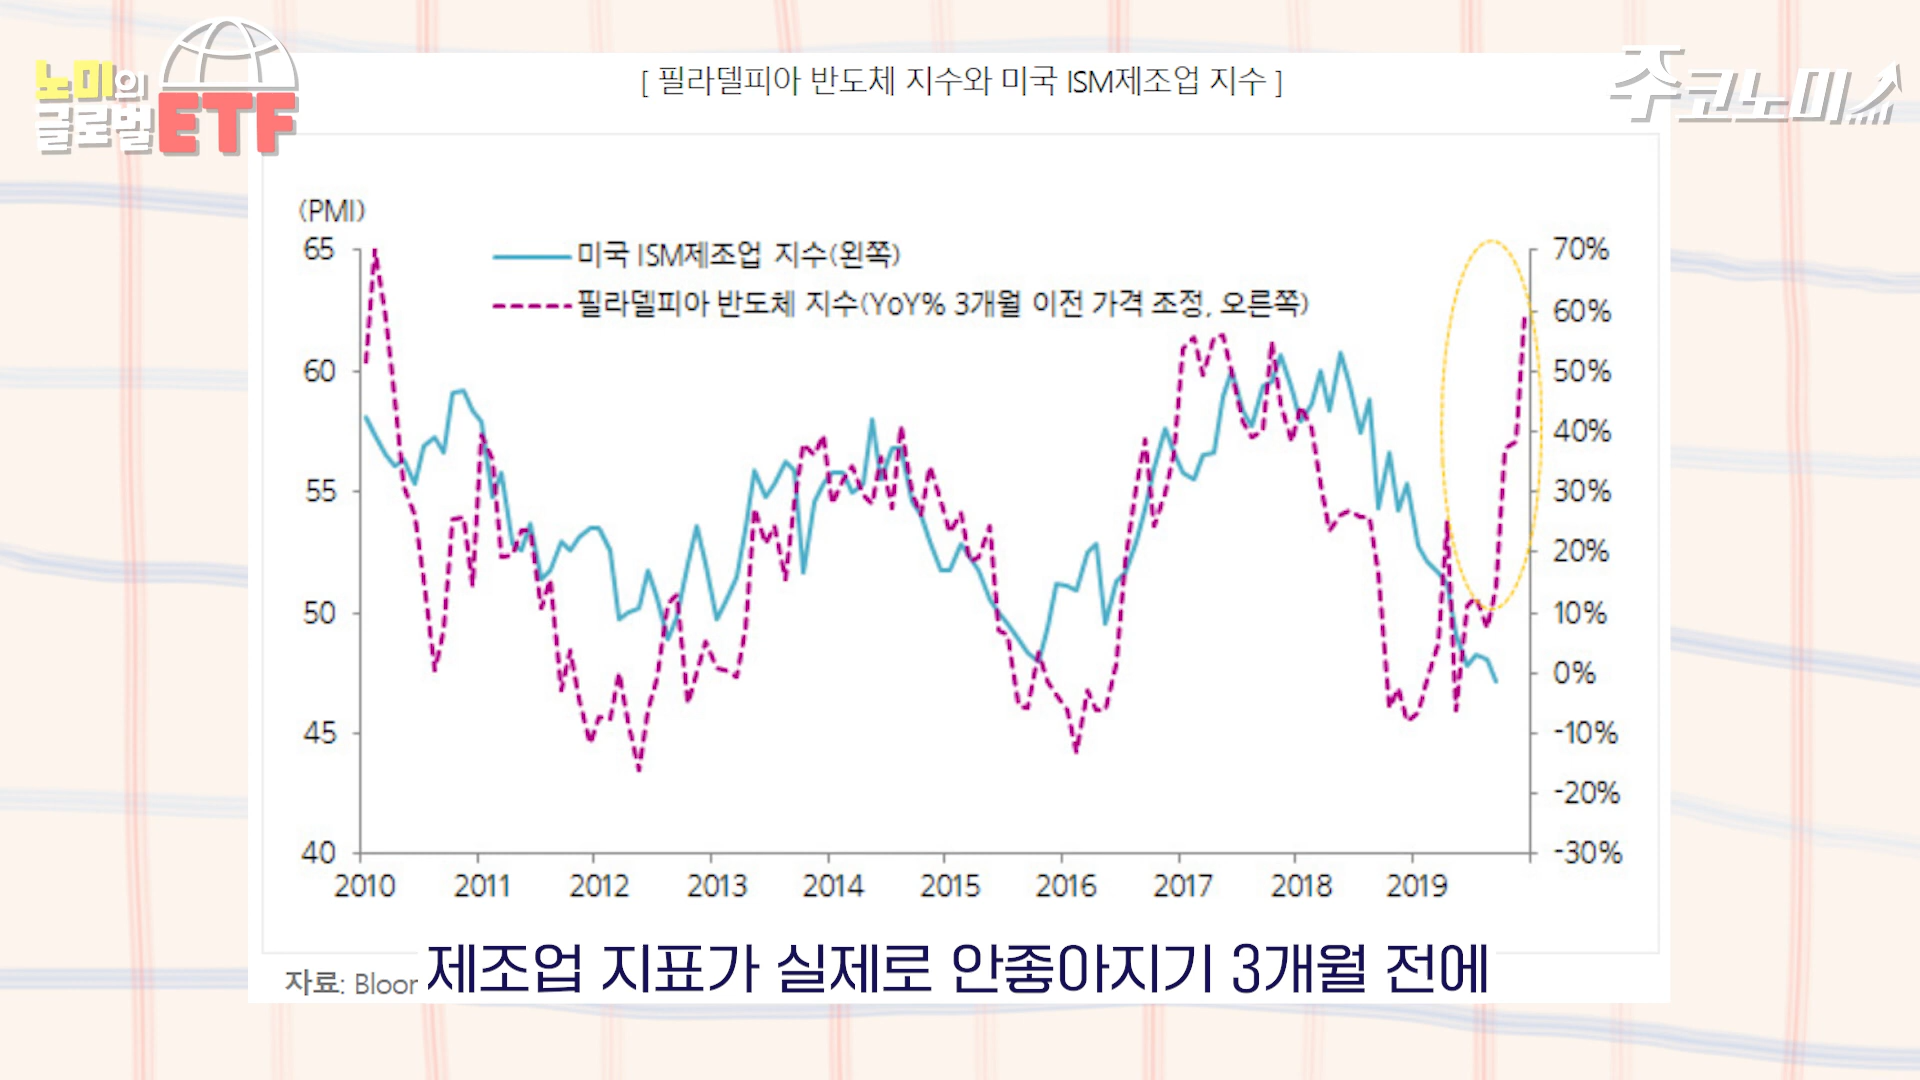 노미의
글로벌 ETF
주코노미
[ 필라델피아 반도체 지수와 미국 ISM제조업 지수 ]
(PMI)
미국 ISM제조업 지수(왼쪽)
필라델피아 반도체 지수(YoY% 3개월 이전 가격 조정, 오른쪽)
65
60
55
50
45
40
70%
60%
50%
40%
30%
20%
10%
0%
-10%
-20%
-30%
2010 2011 2012 2013 2014 2015 2016 2017 2018 2019
자료: Bloor
제조업 지표가 실제로 안좋아지기 3개월 전에